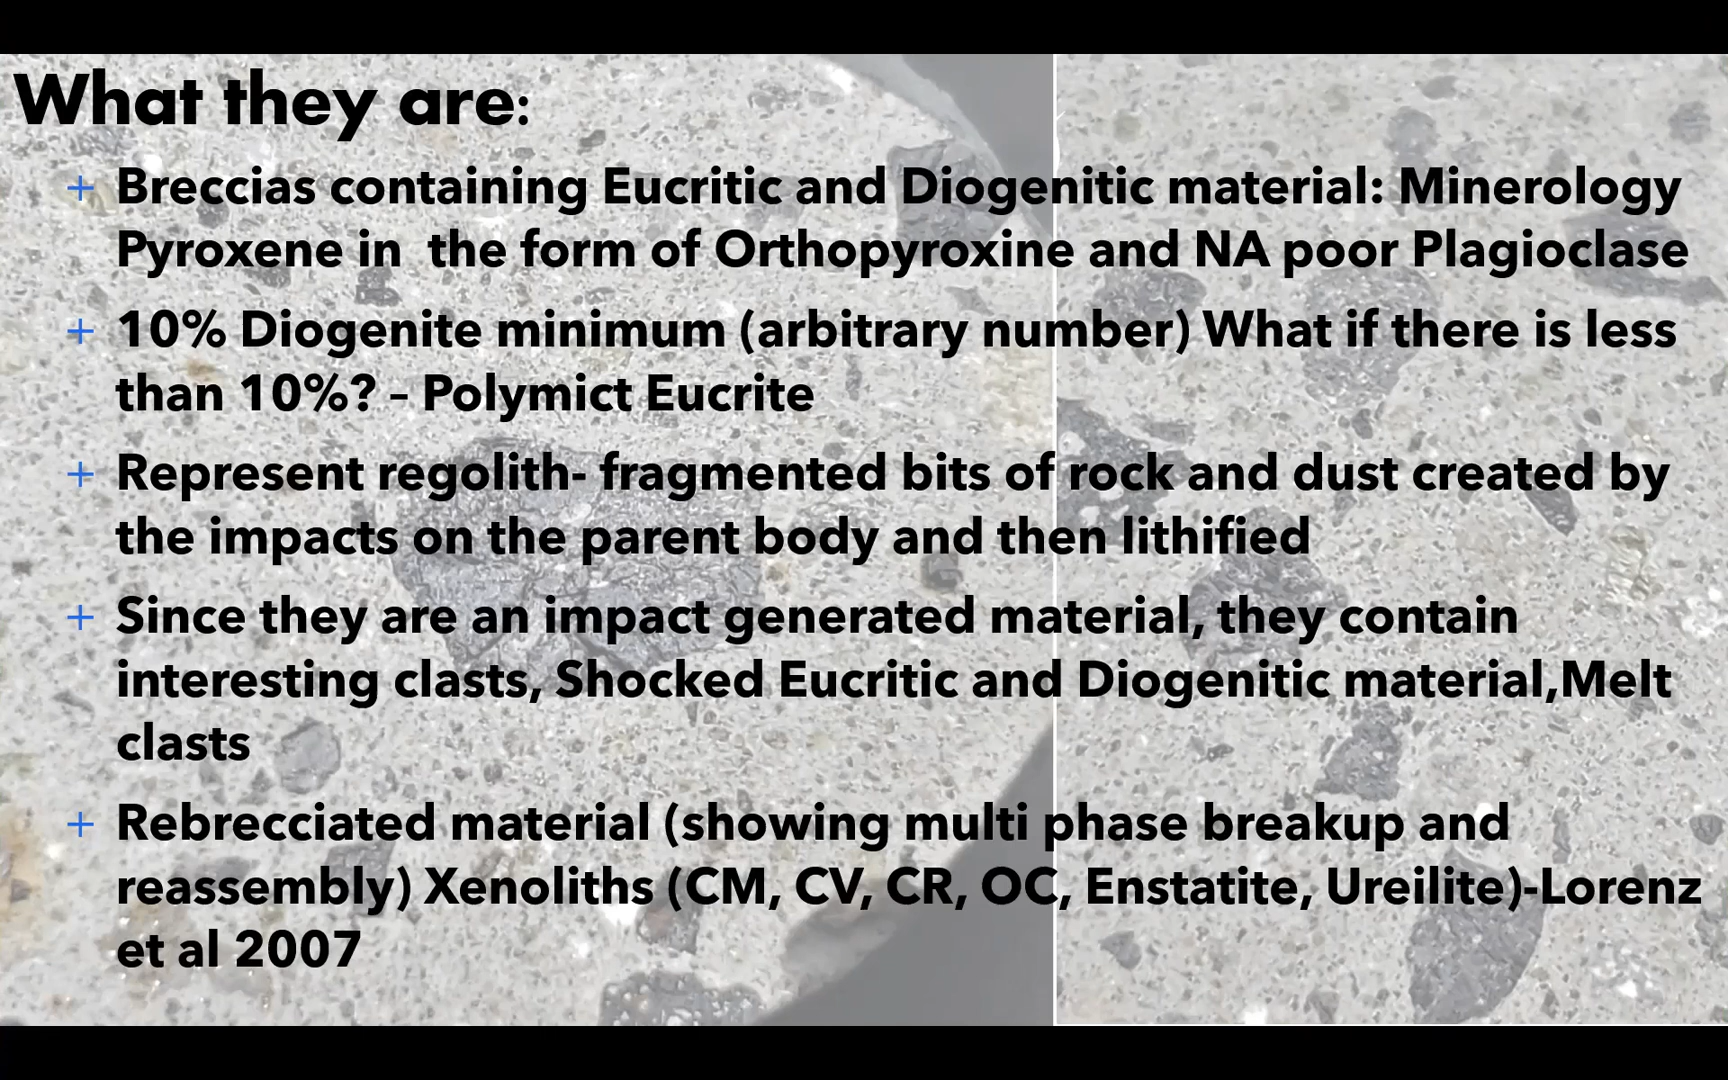 What they are:
+ Breccias containing Eucritic and Diogenitic material: Minerology
Pyroxene in  the form of Orthopyroxine and NA poor Plagioclase
+ 10% Diogenite minimum (arbitrary number) What if there is less
than 10%? – Polymict Eucrite
+ Represent regolith- fragmented bits of rock and dust created by
the impacts on the parent body and then lithified
+ Since they are an impact generated material, they contain
interesting clasts, Shocked Eucritic and Diogenitic material,Melt
clasts
+ Rebrecciated material (showing multi phase breakup and
reassembly) Xenoliths (CM, CV, CR, OC, Enstatite, Ureilite)-Lorenz
et al 2007